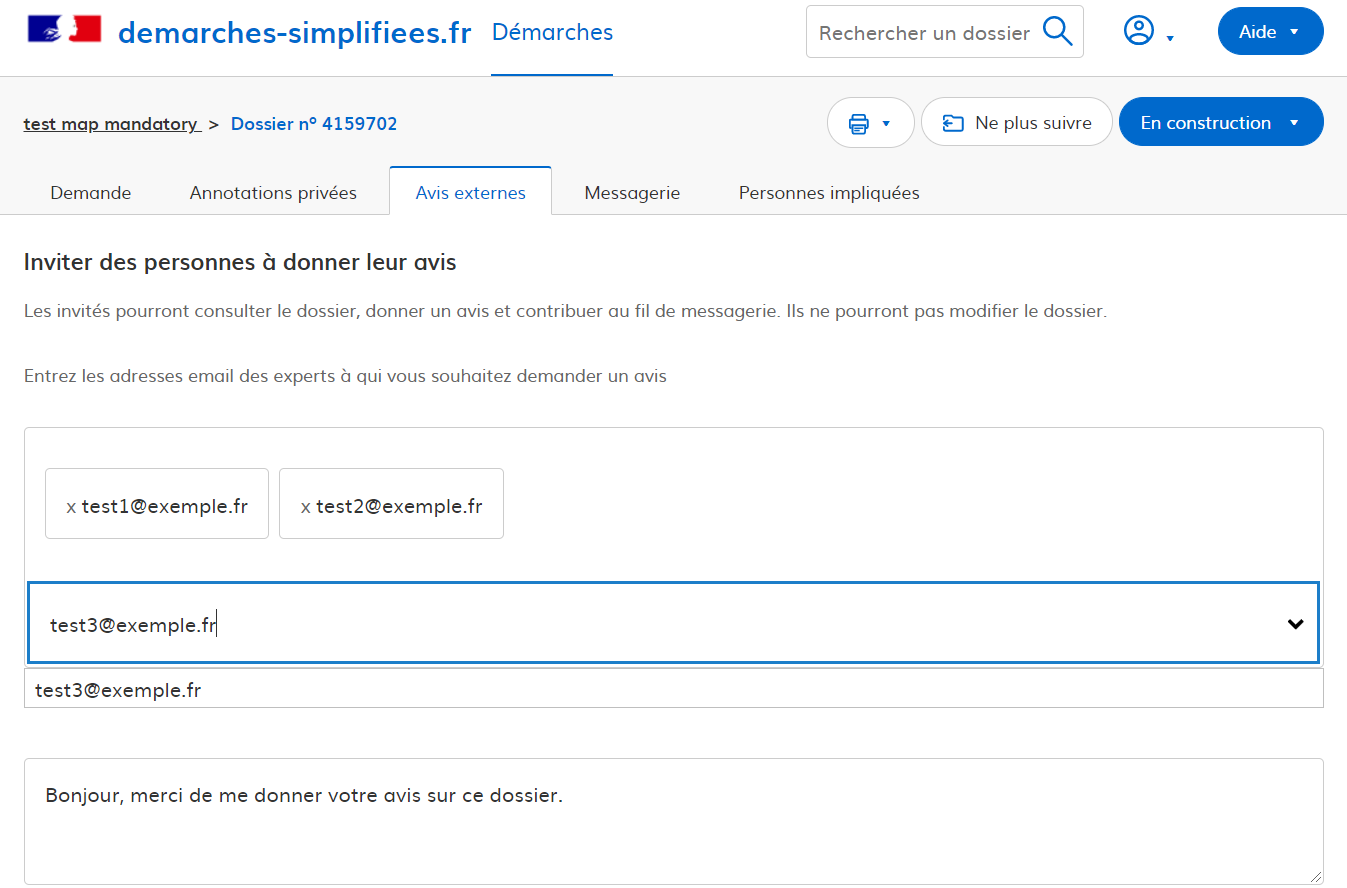 demarches-simplifiees.fr Démarches Rechercher un dossier Aide
test map mandatory > Dossier nº 4159702 Ne plus suivre En construction
Demande Annotations privées Avis externes Messagerie Personnes impliquées
Inviter des personnes à donner leur avis
Les invités pourront consulter le dossier, donner un avis et contribuer au fil de messagerie. Ils ne pourront pas modifier le dossier.
Entrez les adresses email des experts à qui vous souhaitez demander un avis
x test1@exemple.fr x test2@exemple.fr
test3@exemple.fr
test3@exemple.fr
Bonjour, merci de me donner votre avis sur ce dossier.